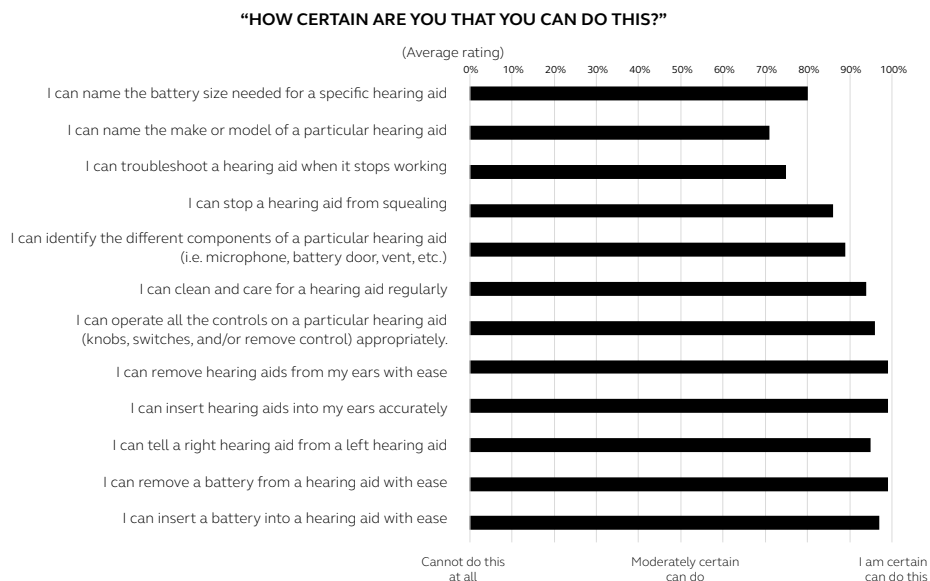 “HOW CERTAIN ARE YOU THAT YOU CAN DO THIS?”
(Average rating)
0% 10% 20% 30% 40% 50% 60% 70% 80% 90% 100%
I can name the battery size needed for a specific hearing aid
I can name the make or model of a particular hearing aid
I can troubleshoot a hearing aid when it stops working
I can stop a hearing aid from squealing
I can identify the different components of a particular hearing aid
(i.e. microphone, battery door, vent, etc.)
I can clean and care for a hearing aid regularly
I can operate all the controls on a particular hearing aid
(knobs, switches, and/or remove control) appropriately.
I can remove hearing aids from my ears with ease
I can insert hearing aids into my ears accurately
I can tell a right hearing aid from a left hearing aid
I can remove a battery from a hearing aid with ease
I can insert a battery into a hearing aid with ease
Cannot do this
at all
Moderately certain
can do
I am certain
can do this